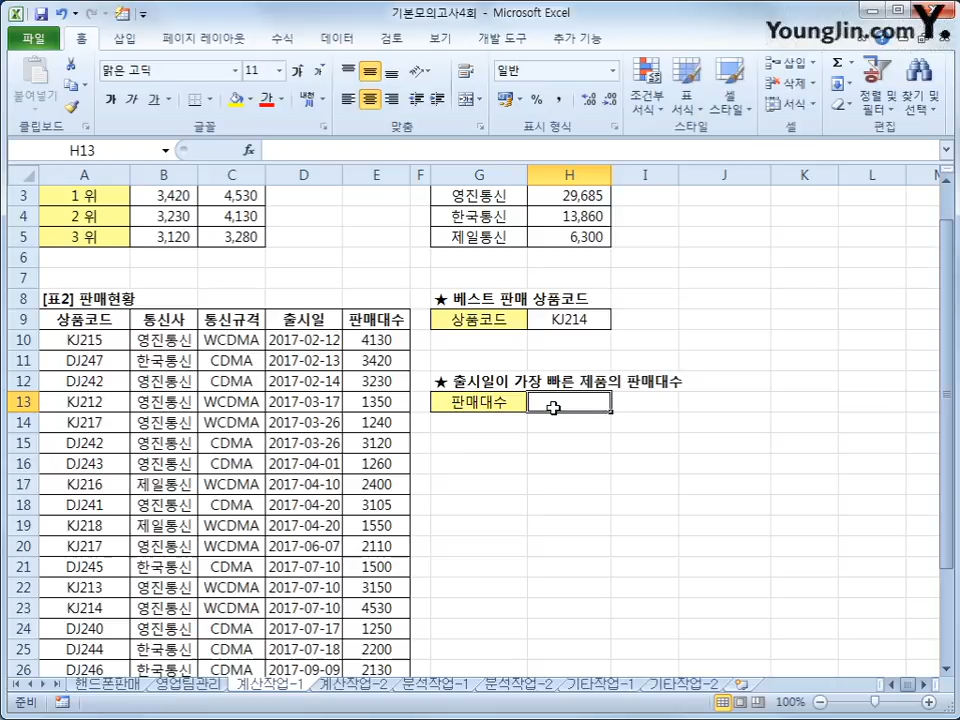 기본모의고사4회 - Microsoft Excel
Younglin.com Y.
파일 홈 삽입 페이지 레이아웃 수식 데이터 검토 보기 개발 도구 추가 기능
붙여넣기
클립보드
맑은 고딕 11
가 가 가
글꼴
맞춤
일반
표시 형식
조건부 서식 표 서식 셀 스타일
스타일
삽입
삭제
서식
셀
정렬 및 필터 찾기 및 선택
편집
H13 fx
A B C D E F G H I J K L M
3 1 위 3,420 4,530 영진통신 29,685
4 2 위 3,230 4,130 한국통신 13,860
5 3 위 3,120 3,280 제일통신 6,300
6
7
8 [표2] 판매현황 ★ 베스트 판매 상품코드
9 상품코드 통신사 통신규격 출시일 판매대수 상품코드 KJ214
10 KJ215 영진통신 WCDMA 2017-02-12 4130
11 DJ247 한국통신 CDMA 2017-02-13 3420
12 DJ242 영진통신 CDMA 2017-02-14 3230 ★ 출시일이 가장 빠른 제품의 판매대수
13 KJ212 영진통신 WCDMA 2017-03-17 1350 판매대수
14 KJ217 영진통신 WCDMA 2017-03-26 1240
15 DJ242 영진통신 CDMA 2017-03-26 3120
16 DJ243 영진통신 CDMA 2017-04-01 1260
17 KJ216 제일통신 WCDMA 2017-04-10 2400
18 DJ241 영진통신 CDMA 2017-04-20 3105
19 KJ218 제일통신 WCDMA 2017-04-20 1550
20 KJ217 영진통신 WCDMA 2017-06-07 2110
21 DJ245 한국통신 CDMA 2017-07-10 1500
22 KJ213 영진통신 WCDMA 2017-07-10 3150
23 KJ214 영진통신 WCDMA 2017-07-10 4530
24 DJ240 영진통신 CDMA 2017-07-17 1250
25 DJ244 한국통신 CDMA 2017-07-18 2200
26 DJ246 한국통신 CDMA 2017-09-09 2130
핸드폰판매 영업팀관리 계산작업-1 계산작업-2 분석작업-1 분석작업-2 기타작업-1 기타작업-2
준비 100%